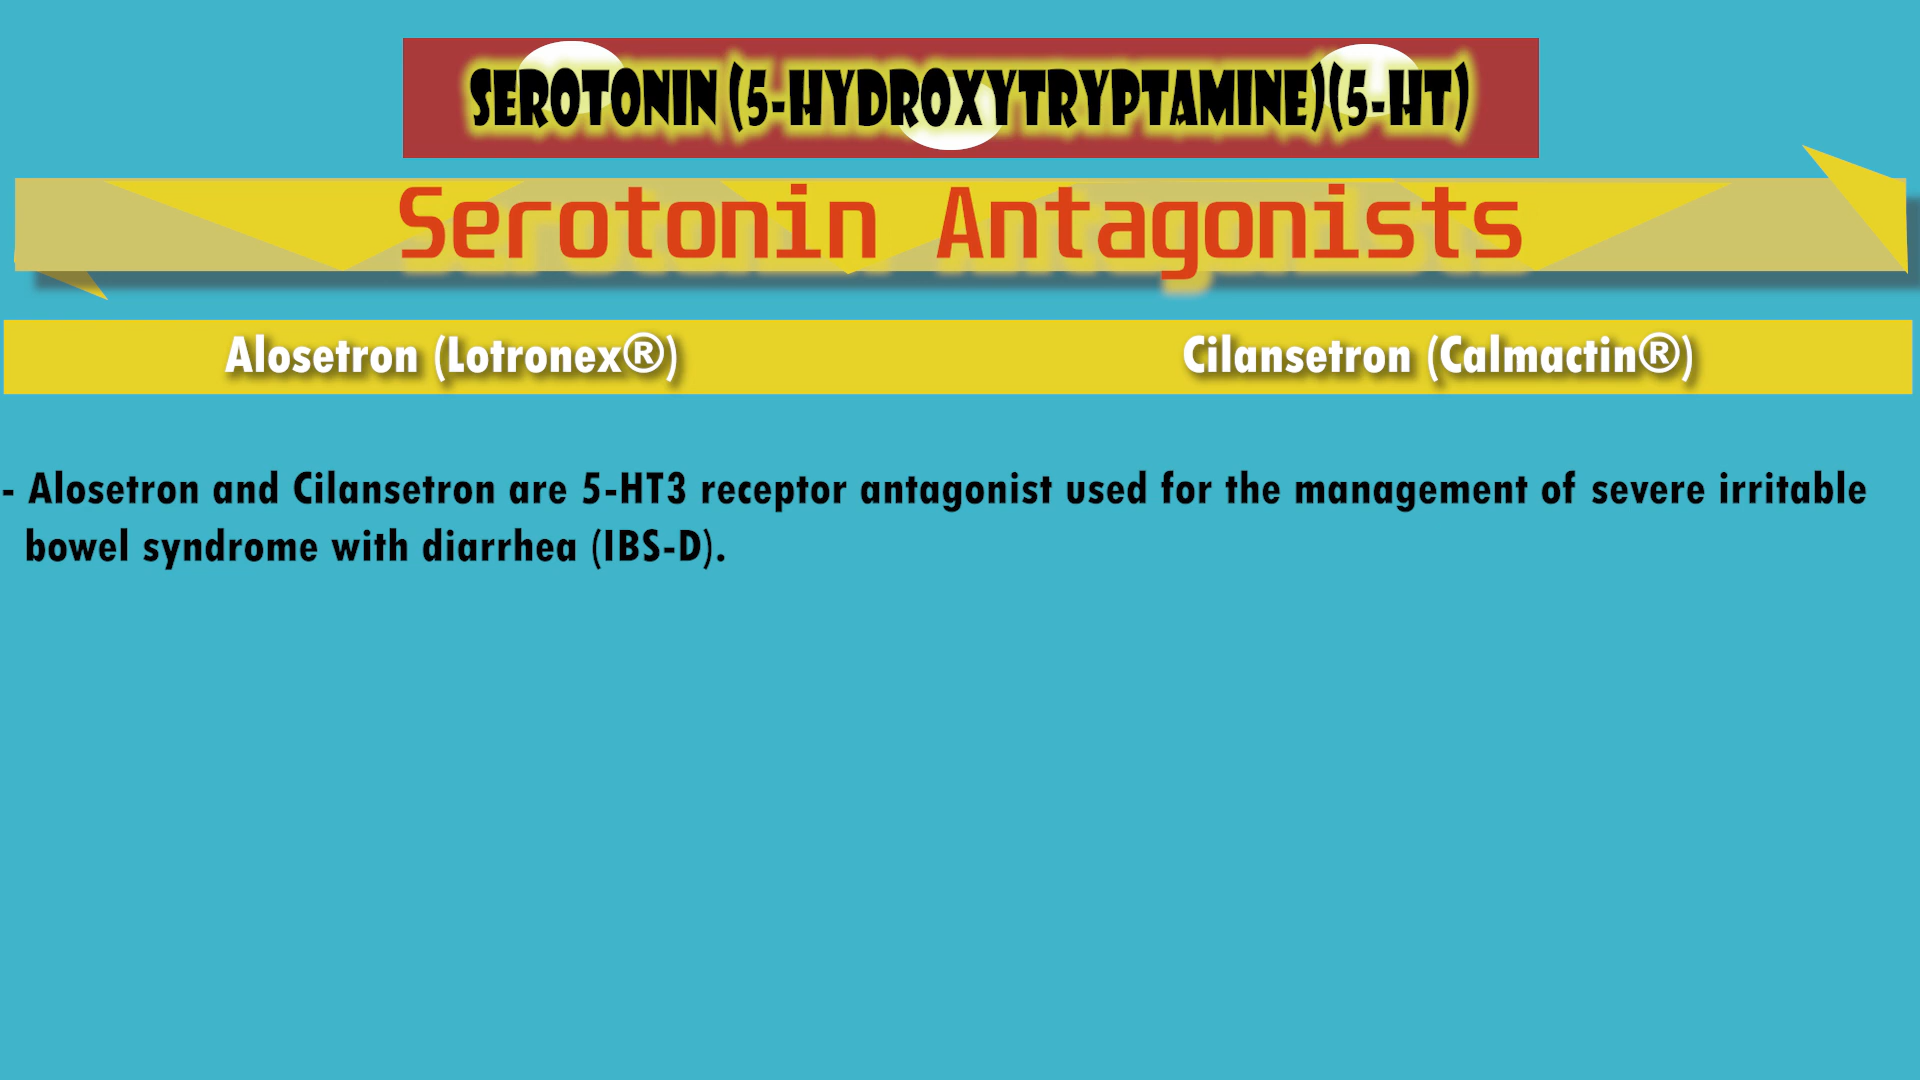 SEROTONIN (5-HYDROXYTRYPTAMINE)(5-HT)
Serotonin Antagonists
Alosetron (Lotronex®) Cilansetron (Calmactin®)
- Alosetron and Cilansetron are 5-HT3 receptor antagonist used for the management of severe irritable
bowel syndrome with diarrhea (IBS-D).